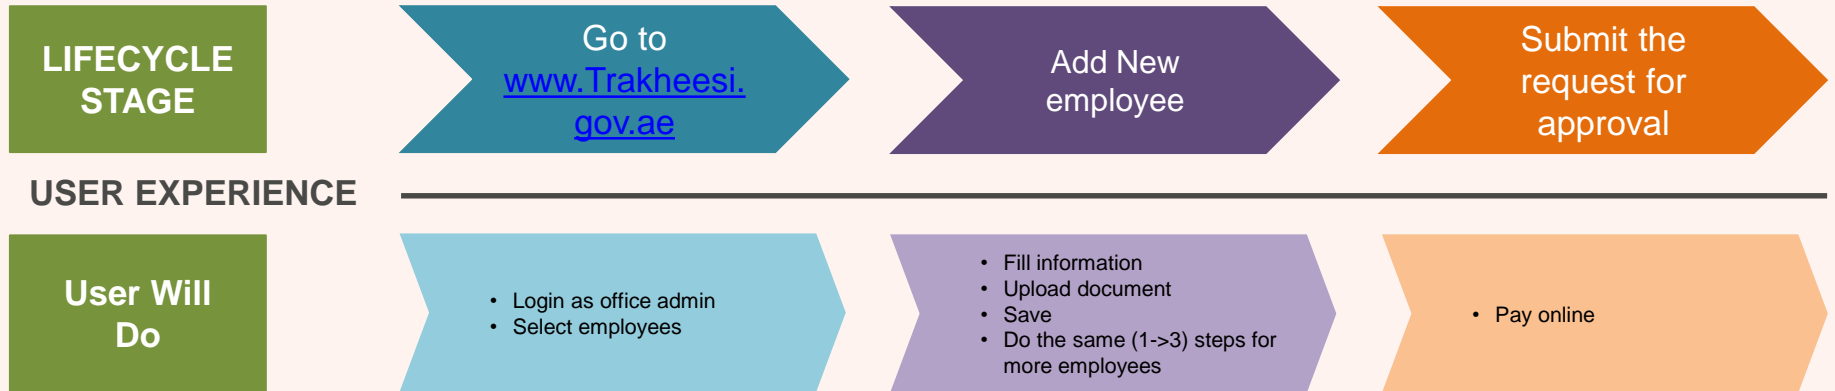 LIFECYCLE
STAGE
Go to
www.Trakheesi.
gov.ae
Add New
employee
Submit the
request for
approval
USER EXPERIENCE
User Will
Do
• Login as office admin
• Select employees
• Fill information
• Upload document
• Save
• Do the same (1->3) steps for
more employees
• Pay online